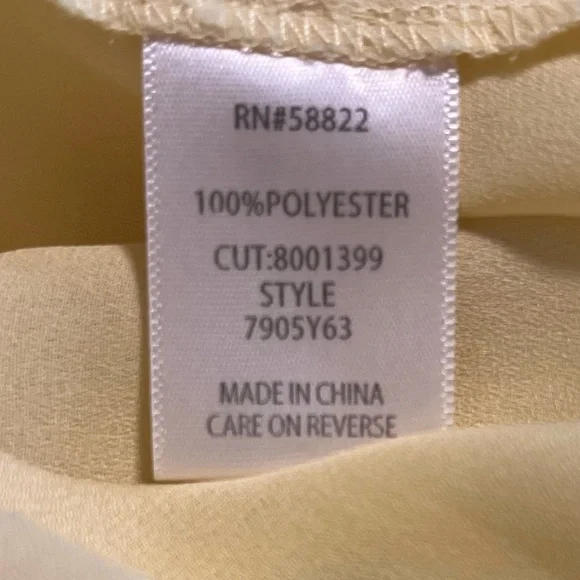 RN#58822
100%POLYESTER
CUT:8001399
STYLE
7905Y63
MADE IN CHINA
CARE ON REVERSE